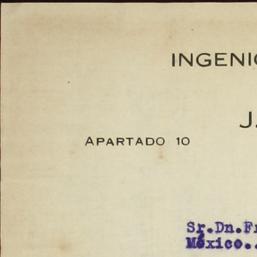 INGENIO
J.
APARTADO 10
Sr.Dn.Fr
México..